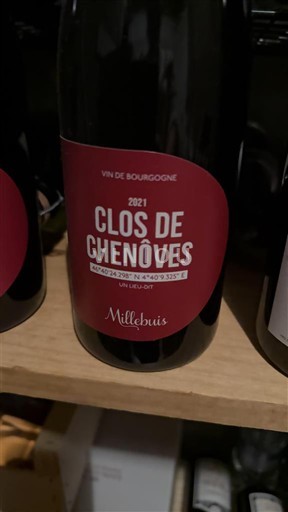 VIN DE BOURGOGNE
2021
CLOS DE
CHENÔVES
46°40'24.298" N 4°40'9.325" E
UN LIEU-DIT
Millebuis